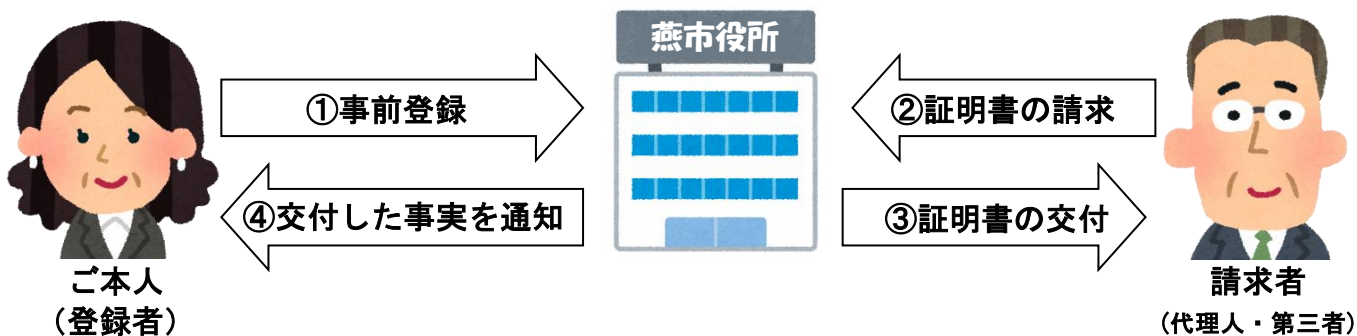 燕市役所
①事前登録
②証明書の請求
④交付した事実を通知
③証明書の交付
ご本人
（登録者）
請求者
（代理人・第三者）